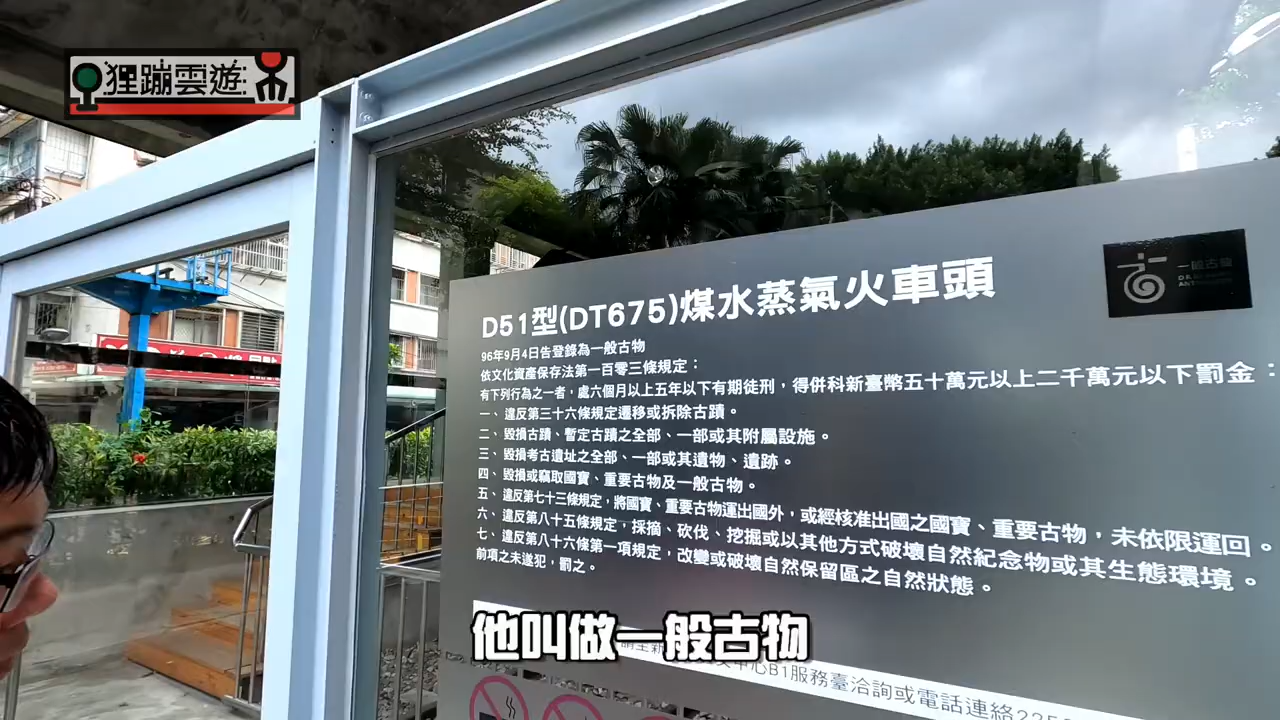 狸蹦雲遊
一般古物
D51型(DT675)煤水蒸氣火車頭
96年9月4日告登錄為一般古物
依文化資產保存法第一百零三條規定：
有下列行為之一者，處六個月以上五年以下有期徒刑，得併科新臺幣五十萬元以上二千萬元以下罰金：
一、違反第三十六條規定遷移或拆除古蹟。
二、毀損古蹟、暫定古蹟之全部、一部或其附屬設施。
三、毀損考古遺址之全部、一部或其遺物、遺跡。
四、毀損或竊取國寶、重要古物及一般古物。
五、違反第七十三條規定，將國寶、重要古物運出國外，或經核准出國之國寶、重要古物，未依限運回。
六、違反第八十五條規定，採摘、砍伐、挖掘或以其他方式破壞自然紀念物或其生態環境。
七、違反第八十六條第一項規定，改變或破壞自然保留區之自然狀態。
前項之未遂犯，罰之。
中心B1服務臺洽詢或電話連絡225
他叫做一般古物